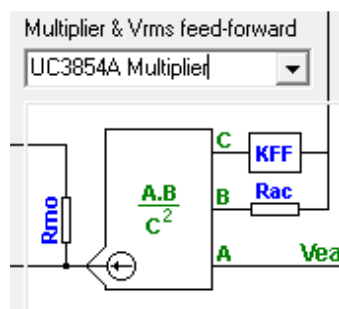 Multiplier & Vrms feed-forward
UC3854A Multiplier
C
KFF
A.B
C²
B
Rac
Rmo
A
Vea